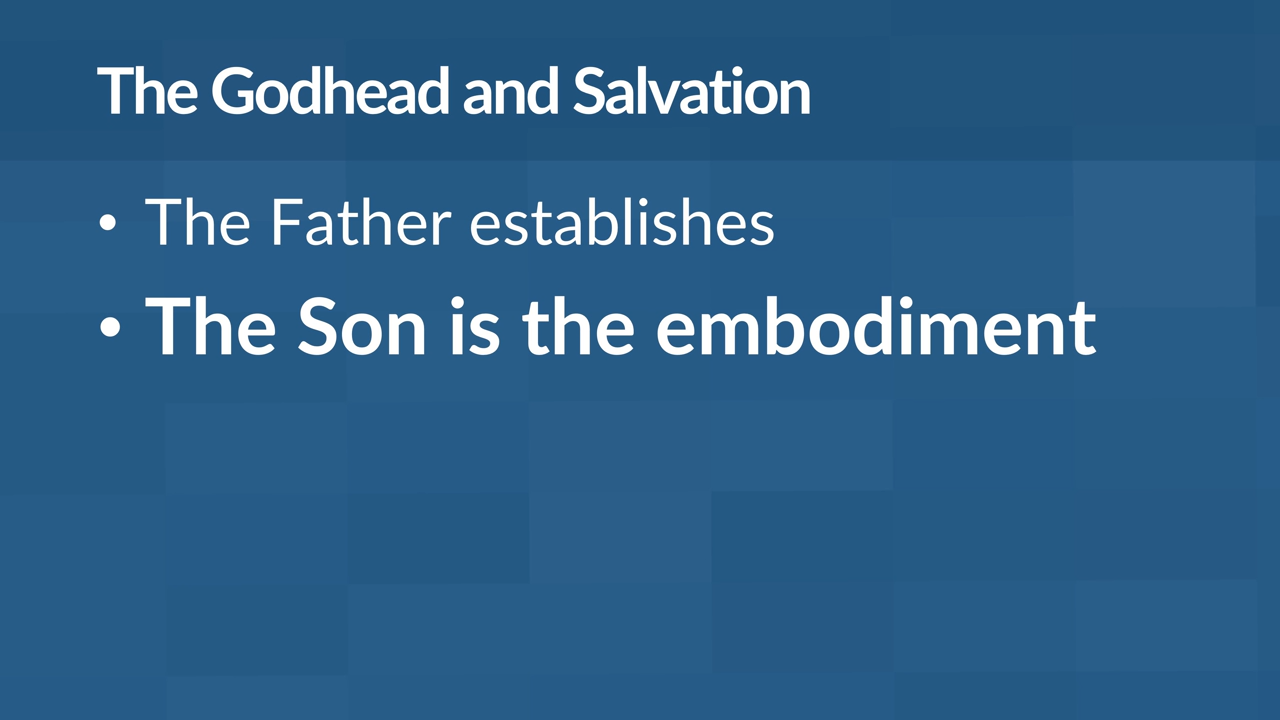 The Godhead and Salvation
• The Father establishes
• The Son is the embodiment